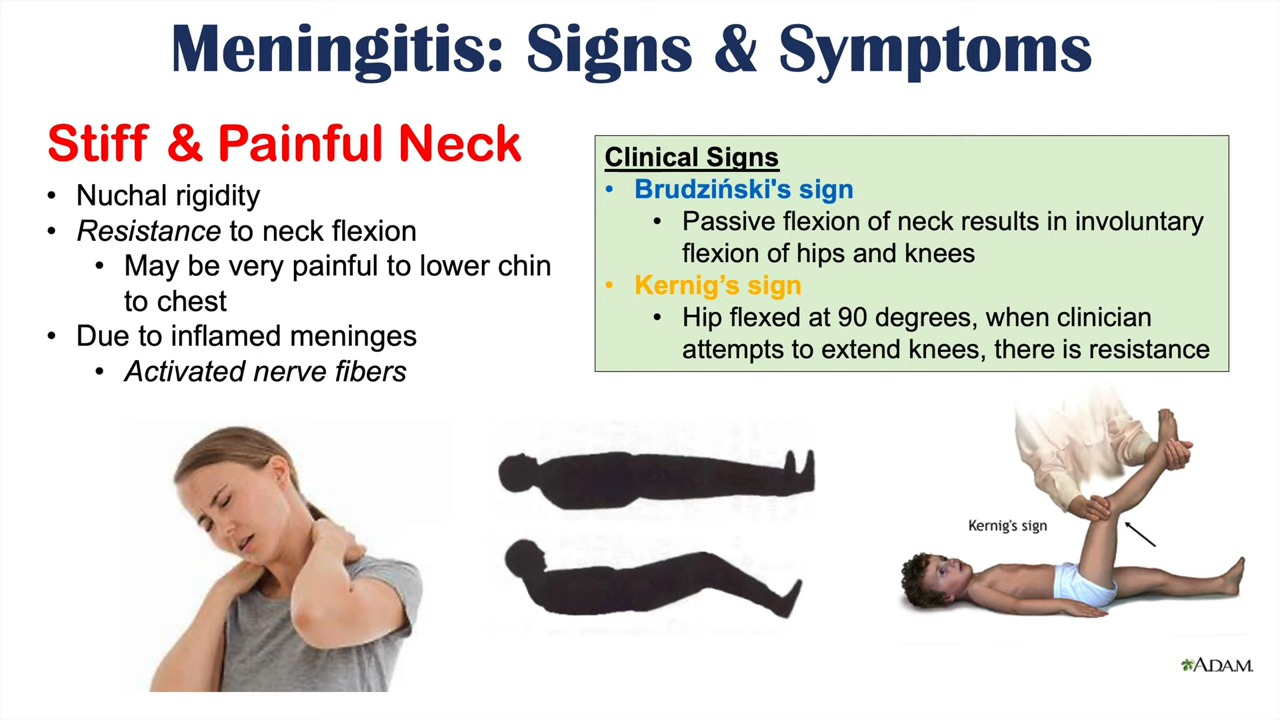 Meningitis: Signs & Symptoms
Stiff & Painful Neck
• Nuchal rigidity
• Resistance to neck flexion
• May be very painful to lower chin
to chest
• Due to inflamed meninges
• Activated nerve fibers
Clinical Signs
• Brudziński's sign
• Passive flexion of neck results in involuntary
flexion of hips and knees
• Kernig’s sign
• Hip flexed at 90 degrees, when clinician
attempts to extend knees, there is resistance
Kernig's sign
ADAM.